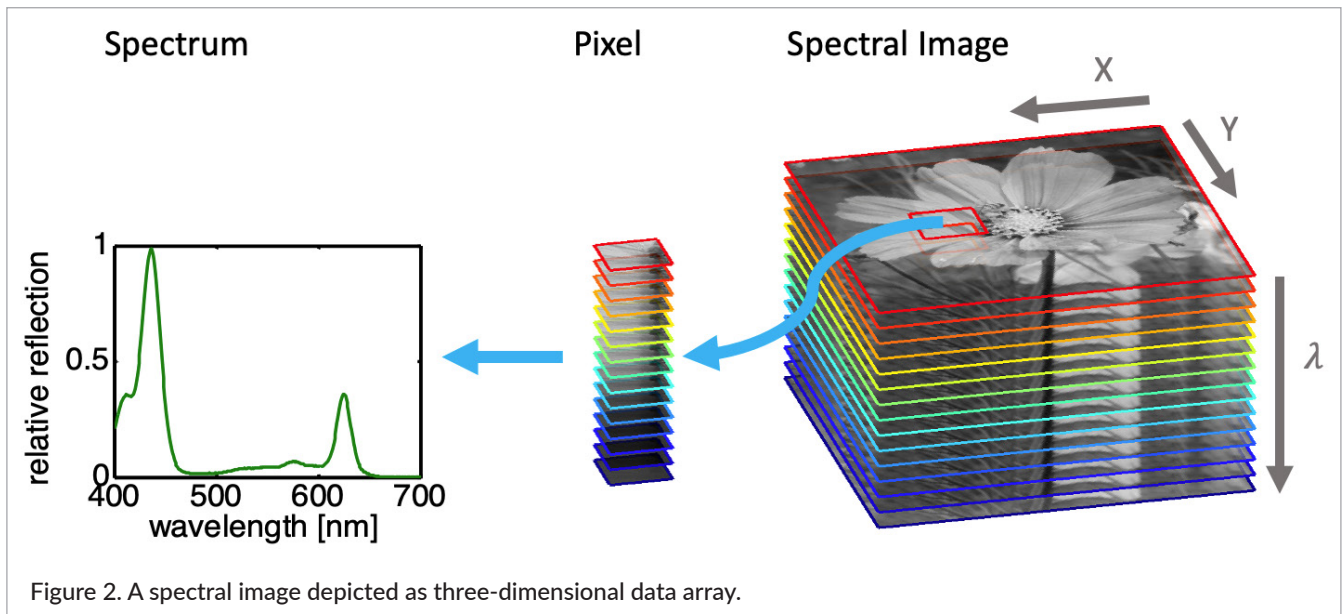 Spectrum
Pixel
Spectral Image
X
Y
λ
relative reflection
1
0.5
0
400 500 600 700
wavelength [nm]
Figure 2. A spectral image depicted as three-dimensional data array.